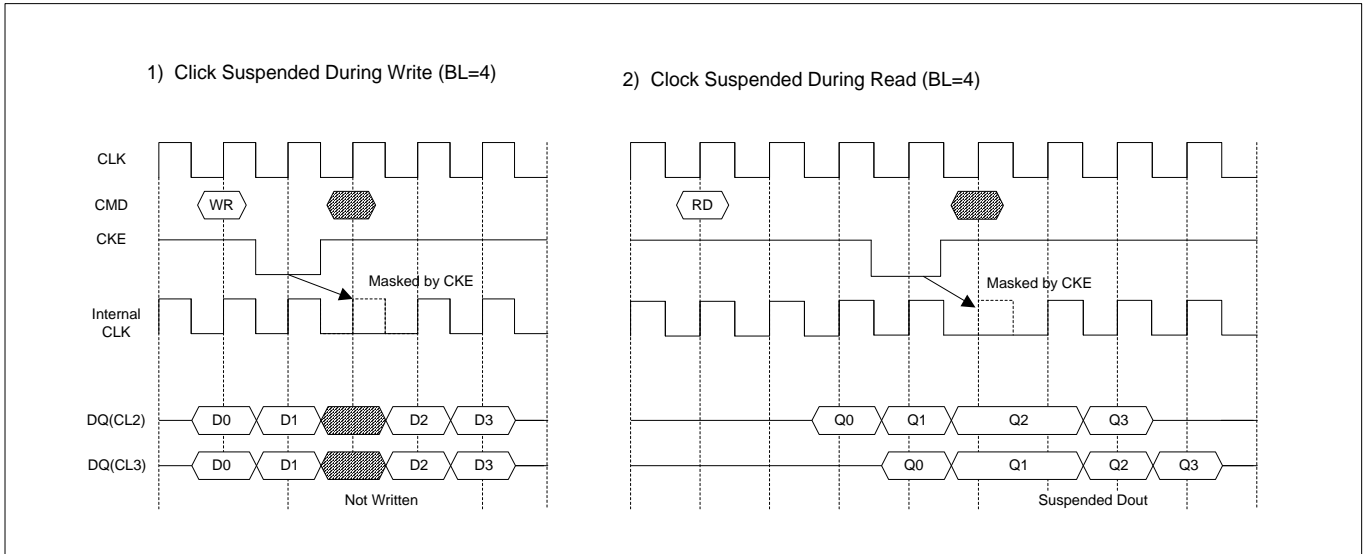 1) Click Suspended During Write (BL=4)
2) Clock Suspended During Read (BL=4)
CLK
CMD
WR
RD
CKE
Masked by CKE
Masked by CKE
Internal
CLK
DQ(CL2)
D0
D1
D2
D3
Q0
Q1
Q2
Q3
DQ(CL3)
D0
D1
D2
D3
Q0
Q1
Q2
Q3
Not Written
Suspended Dout